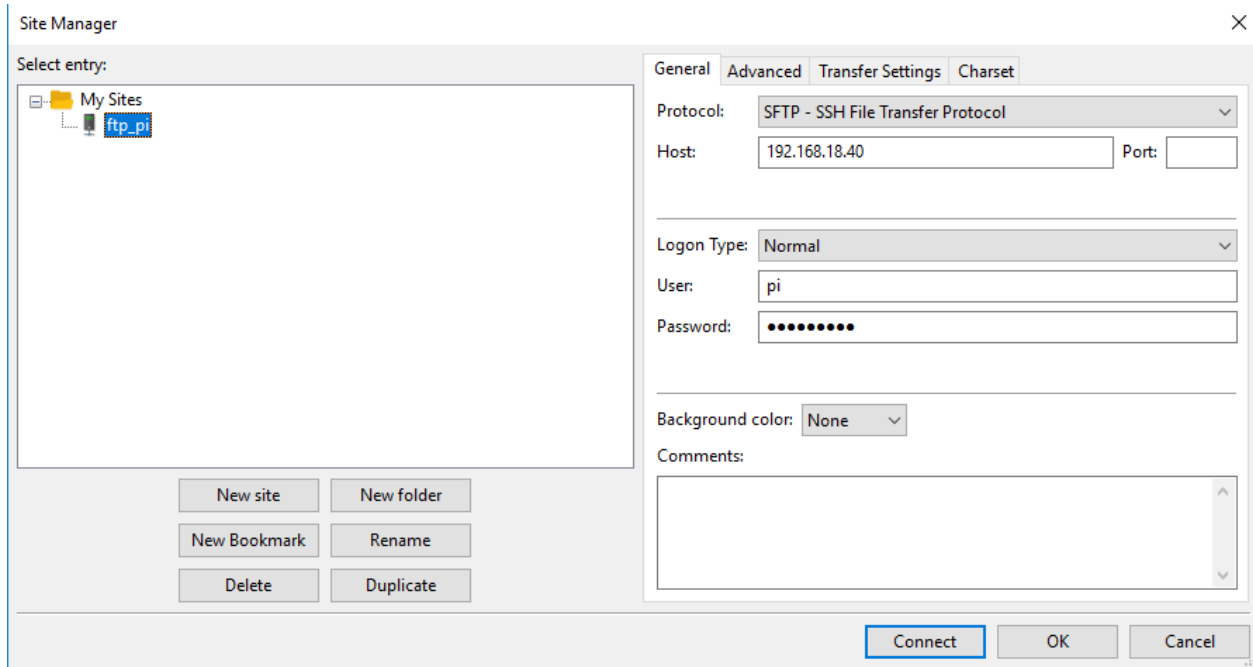 Site Manager
Select entry:
My Sites
ftp_pi
New site
New folder
New Bookmark
Rename
Delete
Duplicate
General
Advanced
Transfer Settings
Charset
Protocol:
SFTP - SSH File Transfer Protocol
Host:
192.168.18.40
Port:
Logon Type:
Normal
User:
pi
Password:
●●●●●●●●●
Background color:
None
Comments:
Connect
OK
Cancel